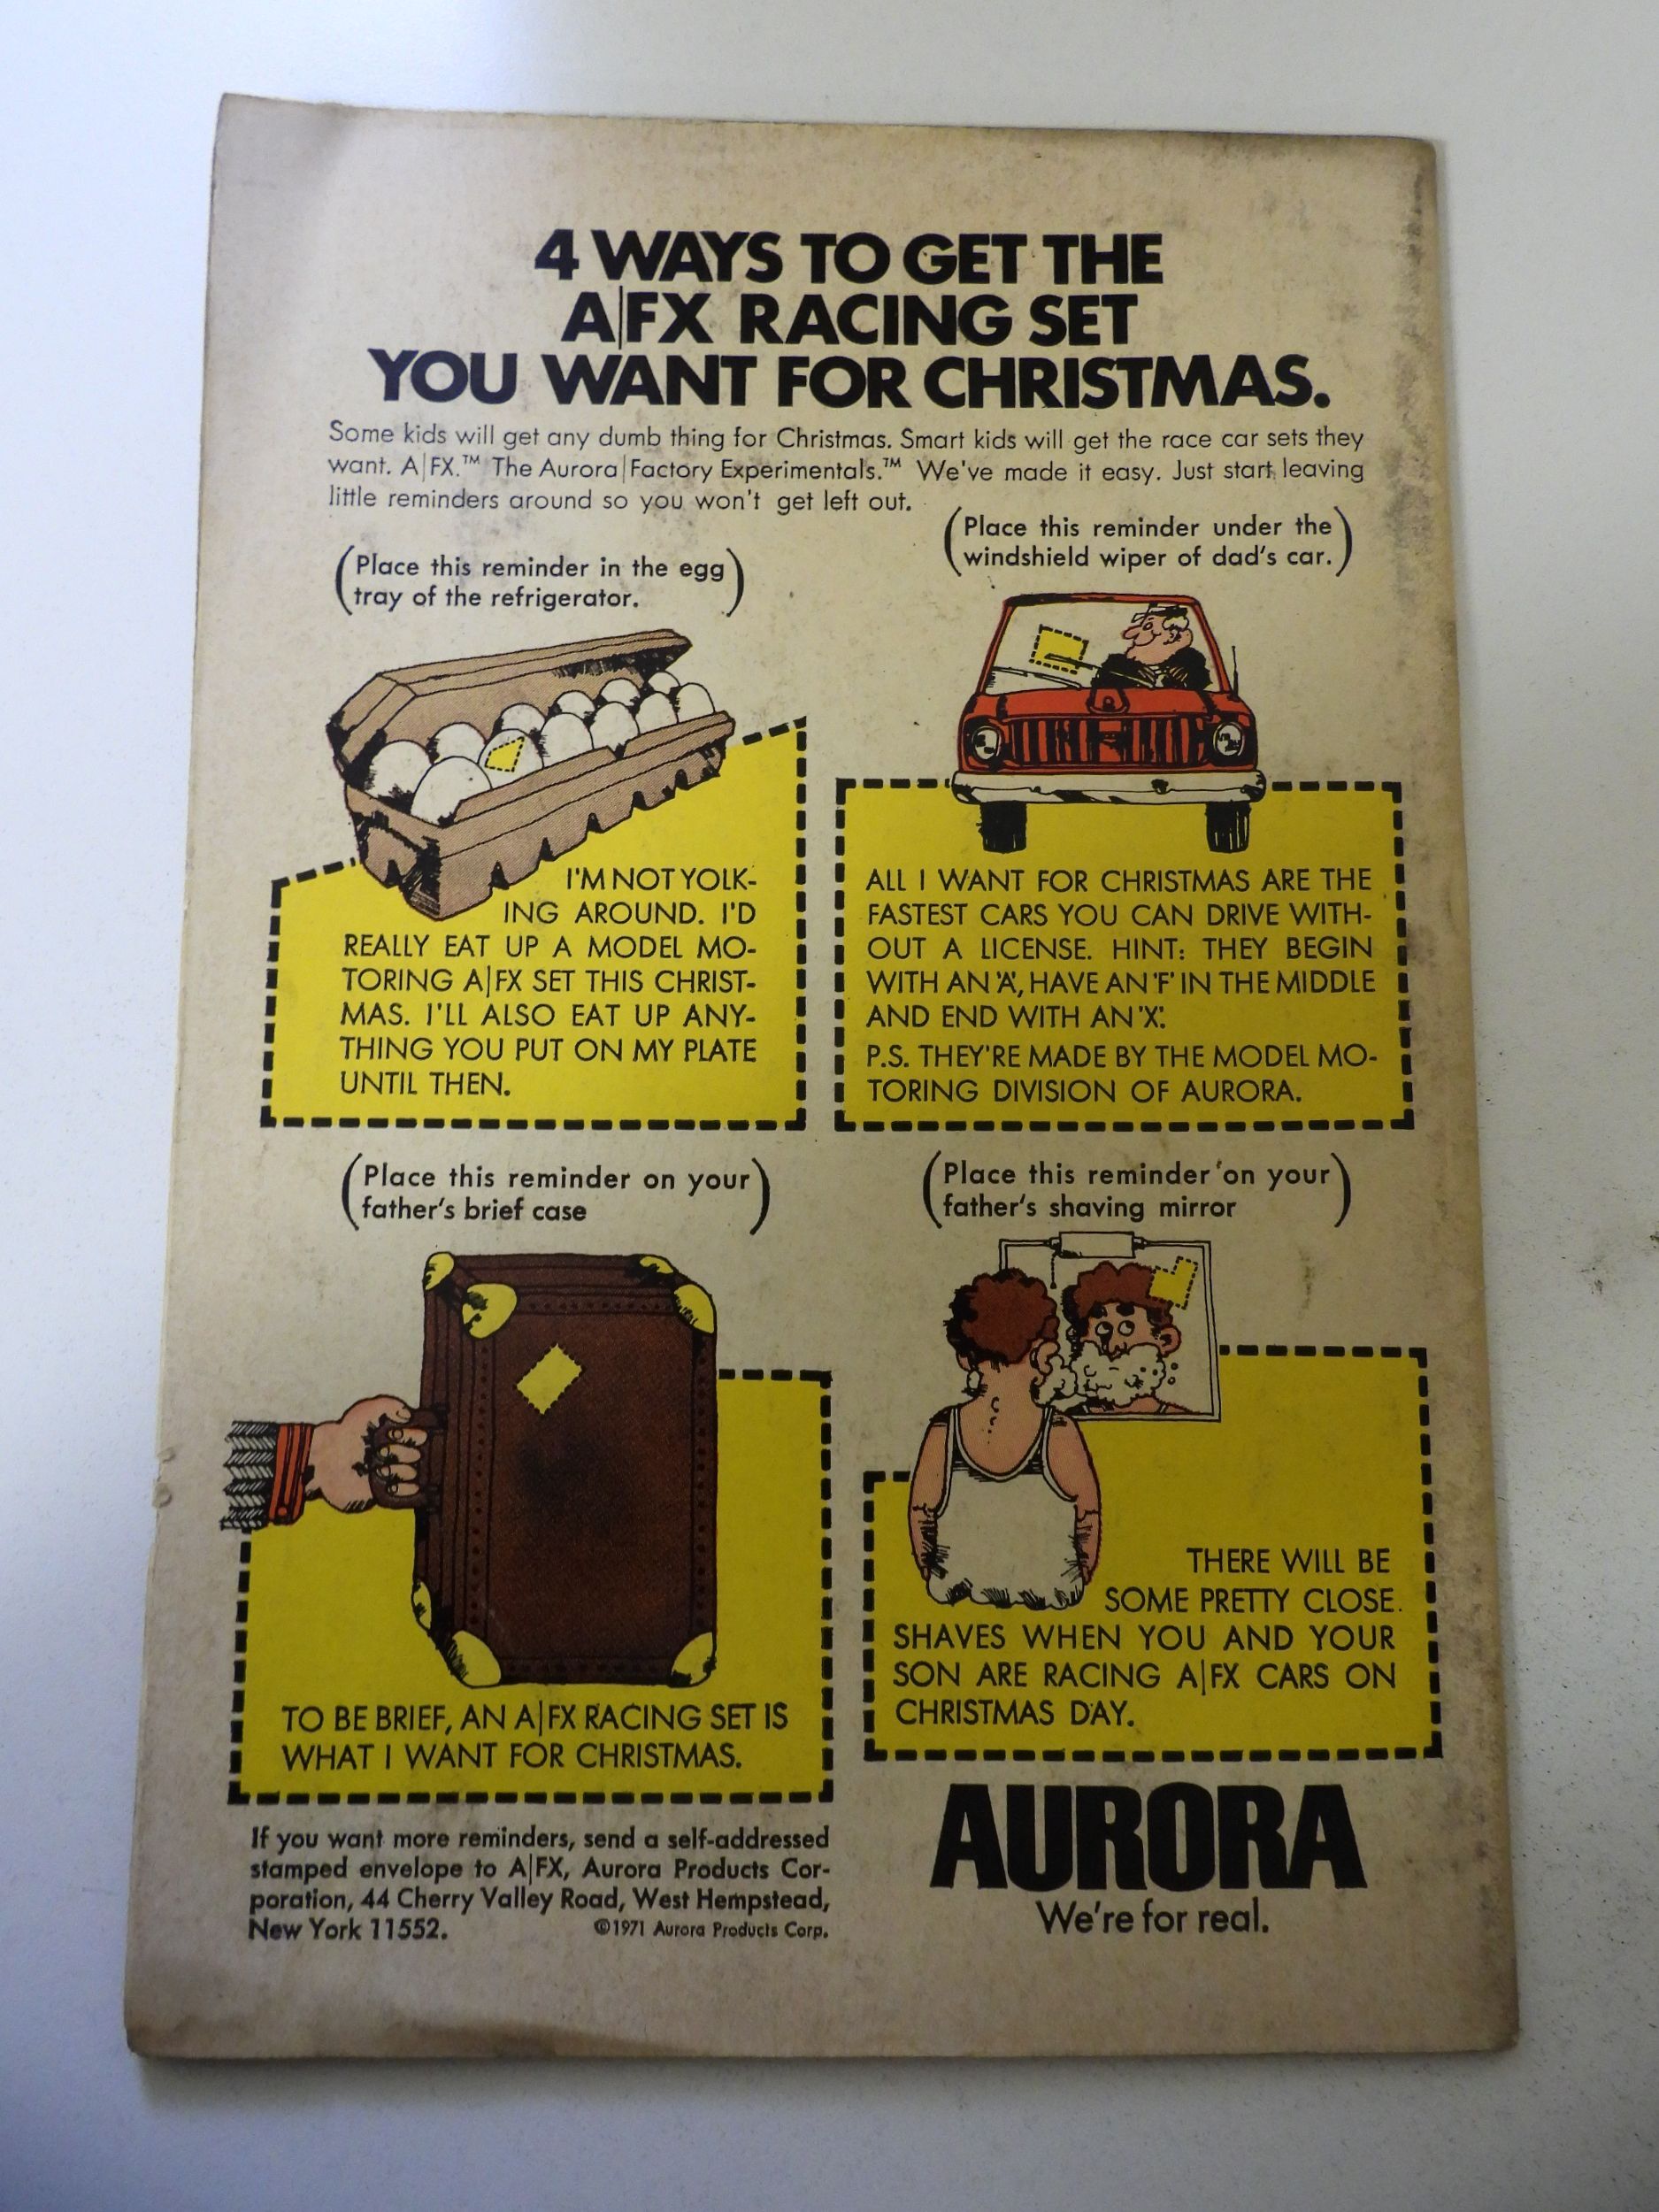 4 WAYS TO GET THE
A|FX RACING SET
YOU WANT FOR CHRISTMAS.
Some kids will get any dumb thing for Christmas. Smart kids will get the race car sets they
want. A|FX.™ The Aurora|Factory Experimentals.™ We've made it easy. Just start leaving
little reminders around so you won't get left out.
(Place this reminder in the egg
tray of the refrigerator.)
I'M NOT YOLK-
ING AROUND. I'D
REALLY EAT UP A MODEL MO-
TORING A|FX SET THIS CHRIST-
MAS. I'LL ALSO EAT UP ANY-
THING YOU PUT ON MY PLATE
UNTIL THEN.
(Place this reminder under the
windshield wiper of dad's car.)
ALL I WANT FOR CHRISTMAS ARE THE
FASTEST CARS YOU CAN DRIVE WITH-
OUT A LICENSE. HINT: THEY BEGIN
WITH AN 'A', HAVE AN 'F' IN THE MIDDLE
AND END WITH AN 'X'.
P.S. THEY'RE MADE BY THE MODEL MO-
TORING DIVISION OF AURORA.
(Place this reminder on your
father's brief case)
TO BE BRIEF, AN A|FX RACING SET IS
WHAT I WANT FOR CHRISTMAS.
(Place this reminder on your
father's shaving mirror)
THERE WILL BE
SOME PRETTY CLOSE
SHAVES WHEN YOU AND YOUR
SON ARE RACING A|FX CARS ON
CHRISTMAS DAY.
If you want more reminders, send a self-addressed
stamped envelope to A|FX, Aurora Products Cor-
poration, 44 Cherry Valley Road, West Hempstead,
New York 11552. ©1971 Aurora Products Corp.
AURORA
We're for real.